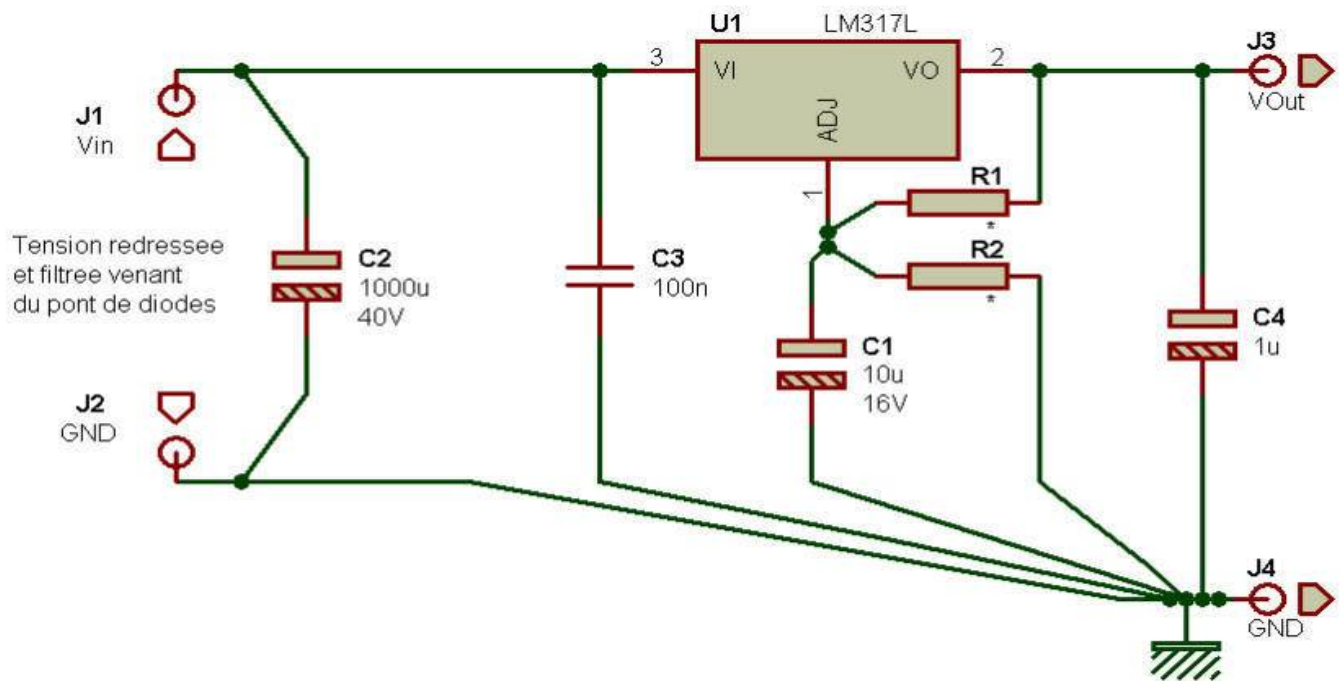 U1
LM317L
3
VI
VO
2
ADJ
1
J3
VOut
J1
Vin
R1
*
R2
*
Tension redressee
et filtree venant
du pont de diodes
C2
1000u
40V
C3
100n
C1
10u
16V
C4
1u
J2
GND
J4
GND